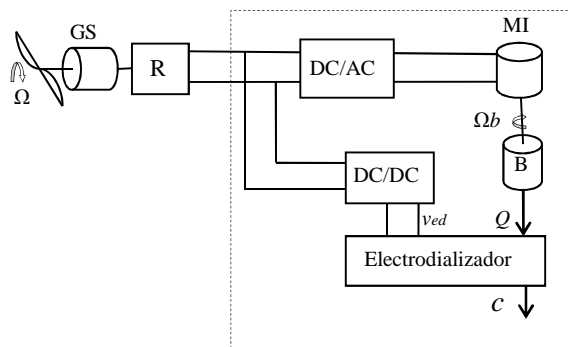 GS
MI
R
DC/AC
Ω
Ωb
B
DC/DC
ved
Q
Electrodializador
c